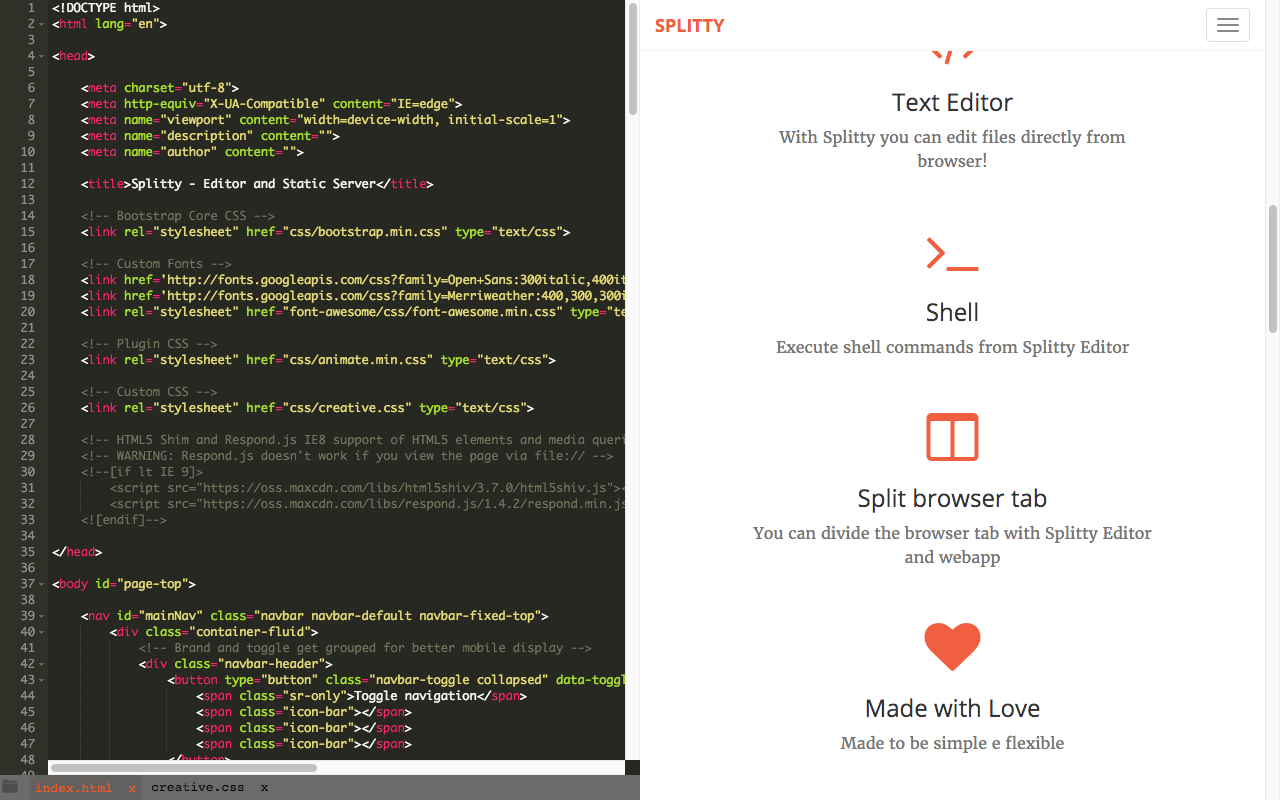 1 <!DOCTYPE html>
2 <html lang="en">
3
4 <head>
5
6 <meta charset="utf-8">
7 <meta http-equiv="X-UA-Compatible" content="IE=edge">
8 <meta name="viewport" content="width=device-width, initial-scale=1">
9 <meta name="description" content="">
10 <meta name="author" content="">
11
12 <title>Splitty - Editor and Static Server</title>
13
14 <!-- Bootstrap Core CSS -->
15 <link rel="stylesheet" href="css/bootstrap.min.css" type="text/css">
16
17 <!-- Custom Fonts -->
18 <link href='http://fonts.googleapis.com/css?family=Open+Sans:300italic,400it
19 <link href='http://fonts.googleapis.com/css?family=Merriweather:400,300,300i
20 <link rel="stylesheet" href="font-awesome/css/font-awesome.min.css" type="te
21
22 <!-- Plugin CSS -->
23 <link rel="stylesheet" href="css/animate.min.css" type="text/css">
24
25 <!-- Custom CSS -->
26 <link rel="stylesheet" href="css/creative.css" type="text/css">
27
28 <!-- HTML5 Shim and Respond.js IE8 support of HTML5 elements and media queri
29 <!-- WARNING: Respond.js doesn't work if you view the page via file:// -->
30 <!--[if lt IE 9]>
31 <script src="https://oss.maxcdn.com/libs/html5shiv/3.7.0/html5shiv.js"><
32 <script src="https://oss.maxcdn.com/libs/respond.js/1.4.2/respond.min.js
33 <![endif]-->
34
35 </head>
36
37 <body id="page-top">
38
39 <nav id="mainNav" class="navbar navbar-default navbar-fixed-top">
40 <div class="container-fluid">
41 <!-- Brand and toggle get grouped for better mobile display -->
42 <div class="navbar-header">
43 <button type="button" class="navbar-toggle collapsed" data-toggl
44 <span class="sr-only">Toggle navigation</span>
45 <span class="icon-bar"></span>
46 <span class="icon-bar"></span>
47 <span class="icon-bar"></span>
48 </button>
49
index.html x creative.css x
SPLITTY
Text Editor
With Splitty you can edit files directly from
browser!
Shell
Execute shell commands from Splitty Editor
Split browser tab
You can divide the browser tab with Splitty Editor
and webapp
Made with Love
Made to be simple e flexible